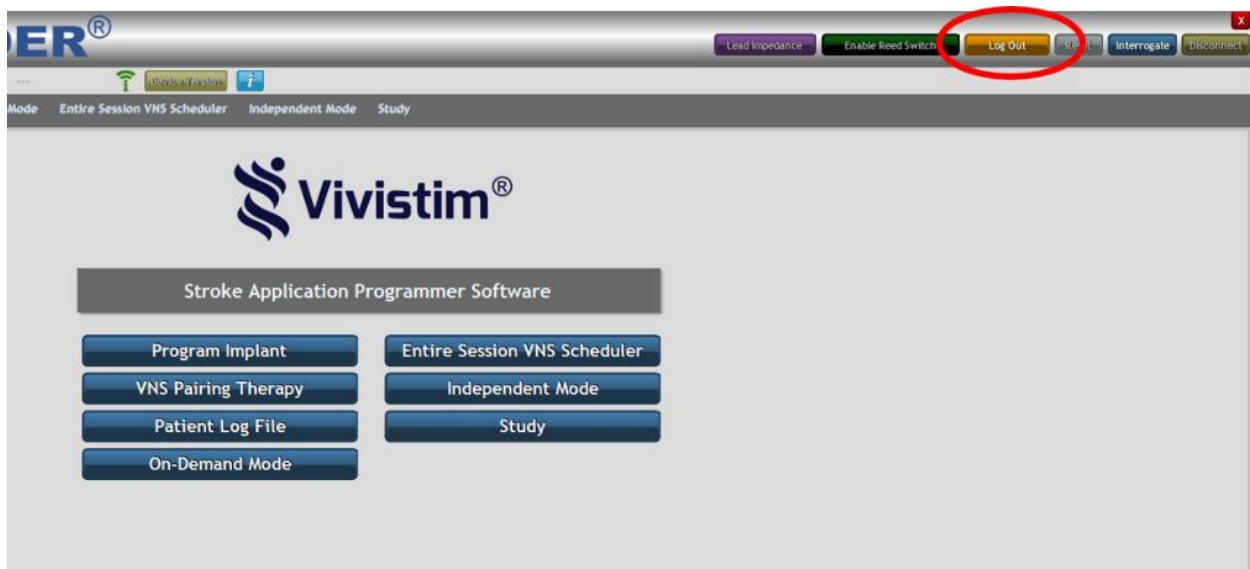 ER®
X
Lead Impedance Enable Reed Switch Log Out Interrogate Disconnect
--- Device Version i
Mode Entire Session VNS Scheduler Independent Mode Study
Vivistim®
Stroke Application Programmer Software
Program Implant Entire Session VNS Scheduler
VNS Pairing Therapy Independent Mode
Patient Log File Study
On-Demand Mode